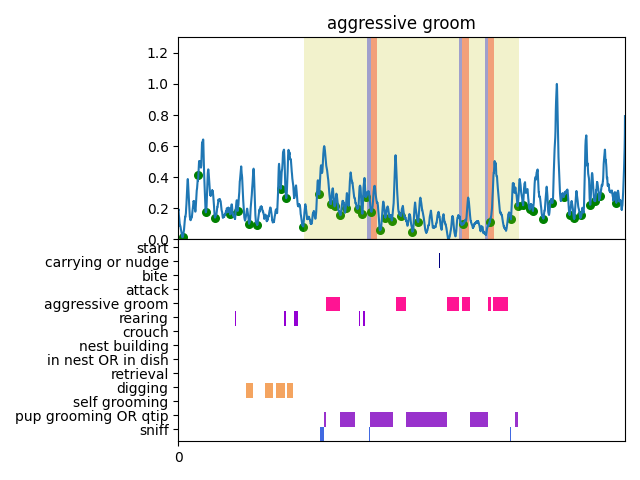 aggressive groom
1.2
1.0
0.8
0.6
0.4
0.2
0.0
start
carrying or nudge
bite
attack
aggressive groom
rearing
crouch
nest building
in nest OR in dish
retrieval
digging
self grooming
pup grooming OR qtip
sniff
0